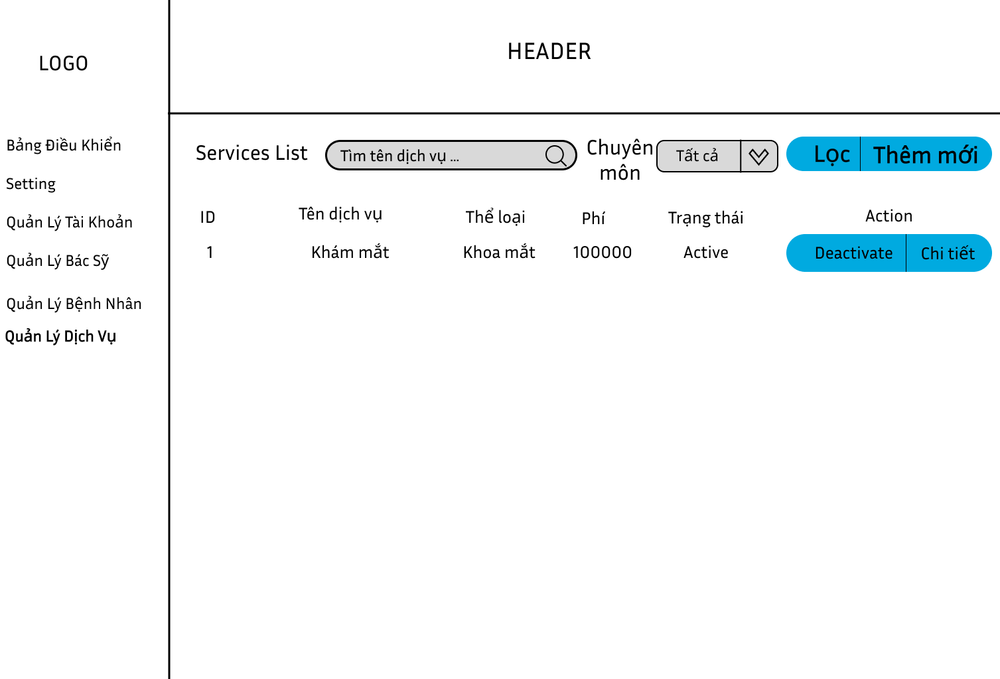 LOGO
HEADER
Bảng Điều Khiển
Setting
Quản Lý Tài Khoản
Quản Lý Bác Sỹ
Quản Lý Bệnh Nhân
Quản Lý Dịch Vụ
Services List
Tìm tên dịch vụ ...
Chuyên
môn
Tất cả
Lọc
Thêm mới
ID Tên dịch vụ Thể loại Phí Trạng thái Action
1 Khám mắt Khoa mắt 100000 Active Deactivate Chi tiết